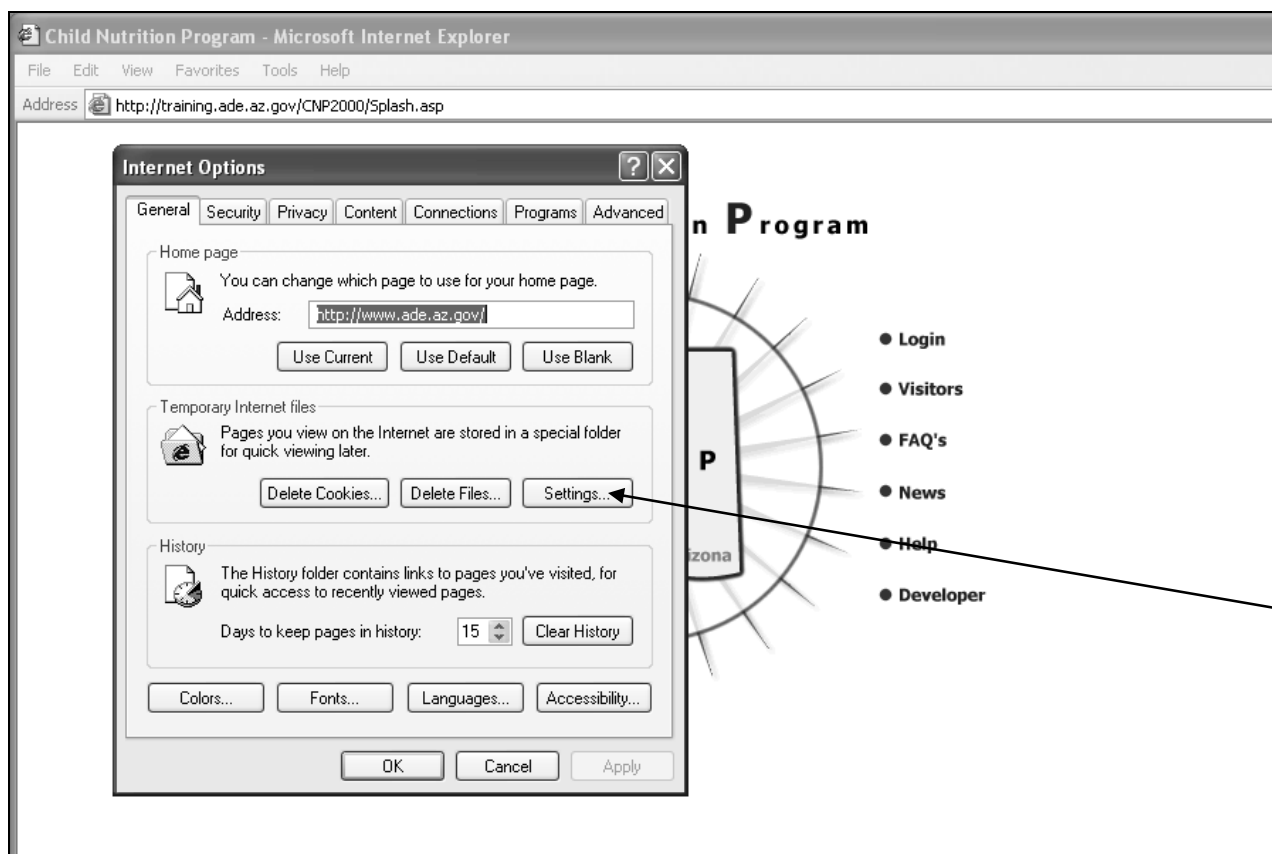 Child Nutrition Program - Microsoft Internet Explorer
File Edit View Favorites Tools Help
Address http://training.ade.az.gov/CNP2000/Splash.asp
Internet Options
General Security Privacy Content Connections Programs Advanced
n Program
Home page
You can change which page to use for your home page.
Address: http://www.ade.az.gov/
Use Current Use Default Use Blank
Login
Visitors
Temporary Internet files
Pages you view on the Internet are stored in a special folder
for quick viewing later.
FAQ's
P
Delete Cookies... Delete Files... Settings...
News
History
Help
izona
The History folder contains links to pages you've visited, for
quick access to recently viewed pages.
Developer
Days to keep pages in history: 15 Clear History
Colors... Fonts... Languages... Accessibility...
OK Cancel Apply